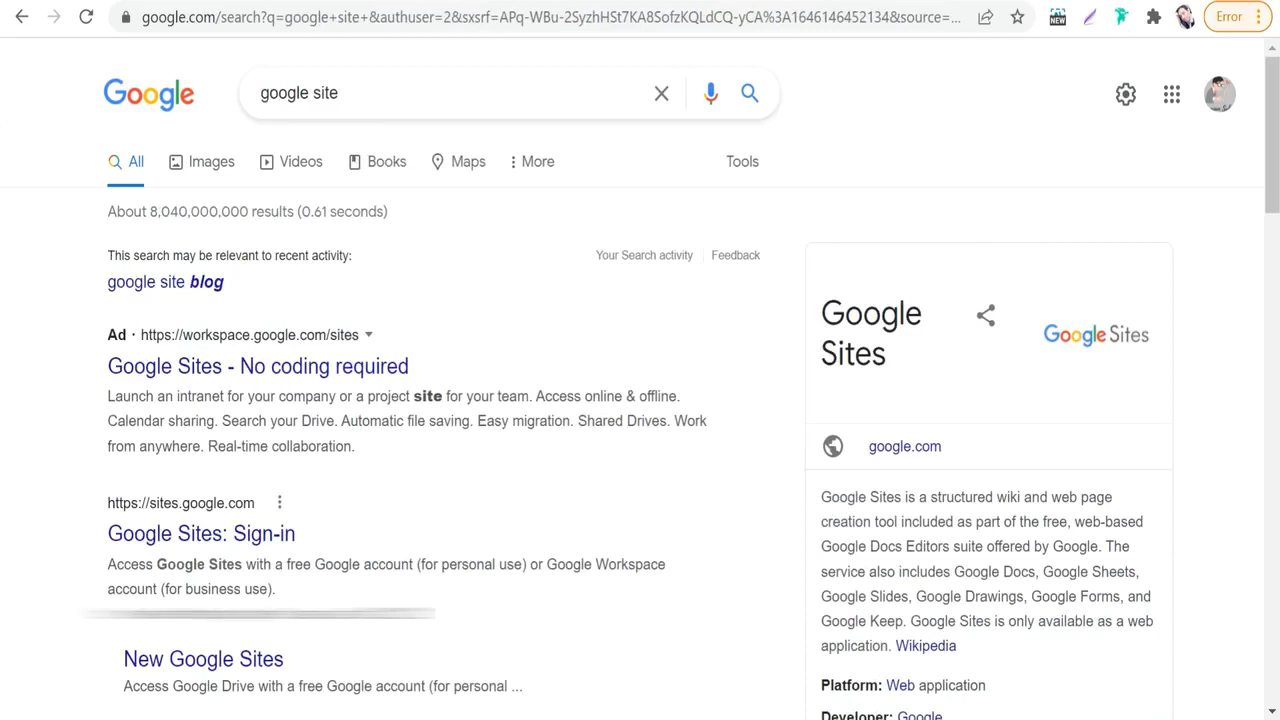 google.com/search?q=google+site+&authuser=2&sxsrf=APq-WBu-2SyzhHSt7KA8SofzKQLdCQ-yCA%3A1646146452134&source=...
NEW
Error
Google
google site
All
Images
Videos
Books
Maps
More
Tools
About 8,040,000,000 results (0.61 seconds)
This search may be relevant to recent activity:
Your Search activity
Feedback
google site blog
Ad · https://workspace.google.com/sites
Google Sites - No coding required
Launch an intranet for your company or a project site for your team. Access online & offline.
Calendar sharing. Search your Drive. Automatic file saving. Easy migration. Shared Drives. Work
from anywhere. Real-time collaboration.
https://sites.google.com
Google Sites: Sign-in
Access Google Sites with a free Google account (for personal use) or Google Workspace
account (for business use).
New Google Sites
Access Google Drive with a free Google account (for personal ...
Google
Sites
Google Sites
google.com
Google Sites is a structured wiki and web page
creation tool included as part of the free, web-based
Google Docs Editors suite offered by Google. The
service also includes Google Docs, Google Sheets,
Google Slides, Google Drawings, Google Forms, and
Google Keep. Google Sites is only available as a web
application. Wikipedia
Platform: Web application
Developer: Google